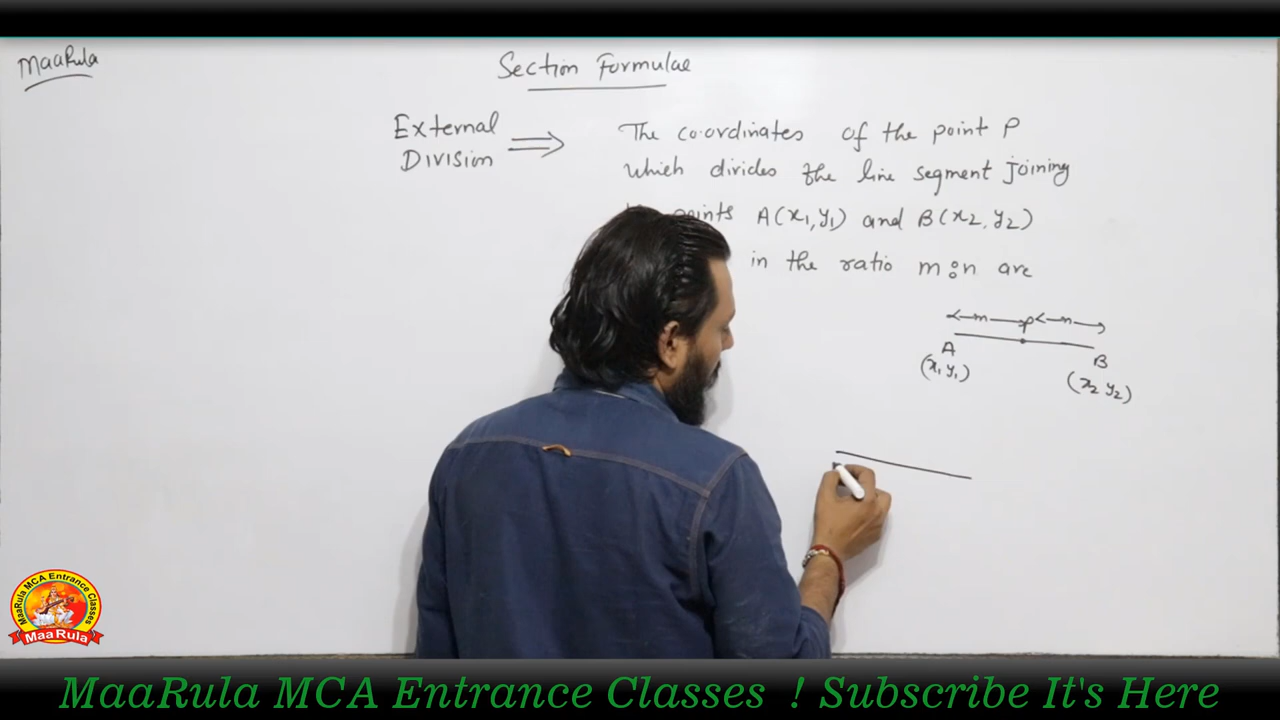 MaaRula
Section Formulae
External
DIVISION
The co-ordinates of the point P
which divides the line segment joining
points A(x1, y1) and B(x2, y2)
in the ratio m:n are
m P n
A
(x1 y1)
B
(x2 y2)
MaaRula MCA Entrance Classes
MaaRula
MaaRula MCA Entrance Classes ! Subscribe It's Here